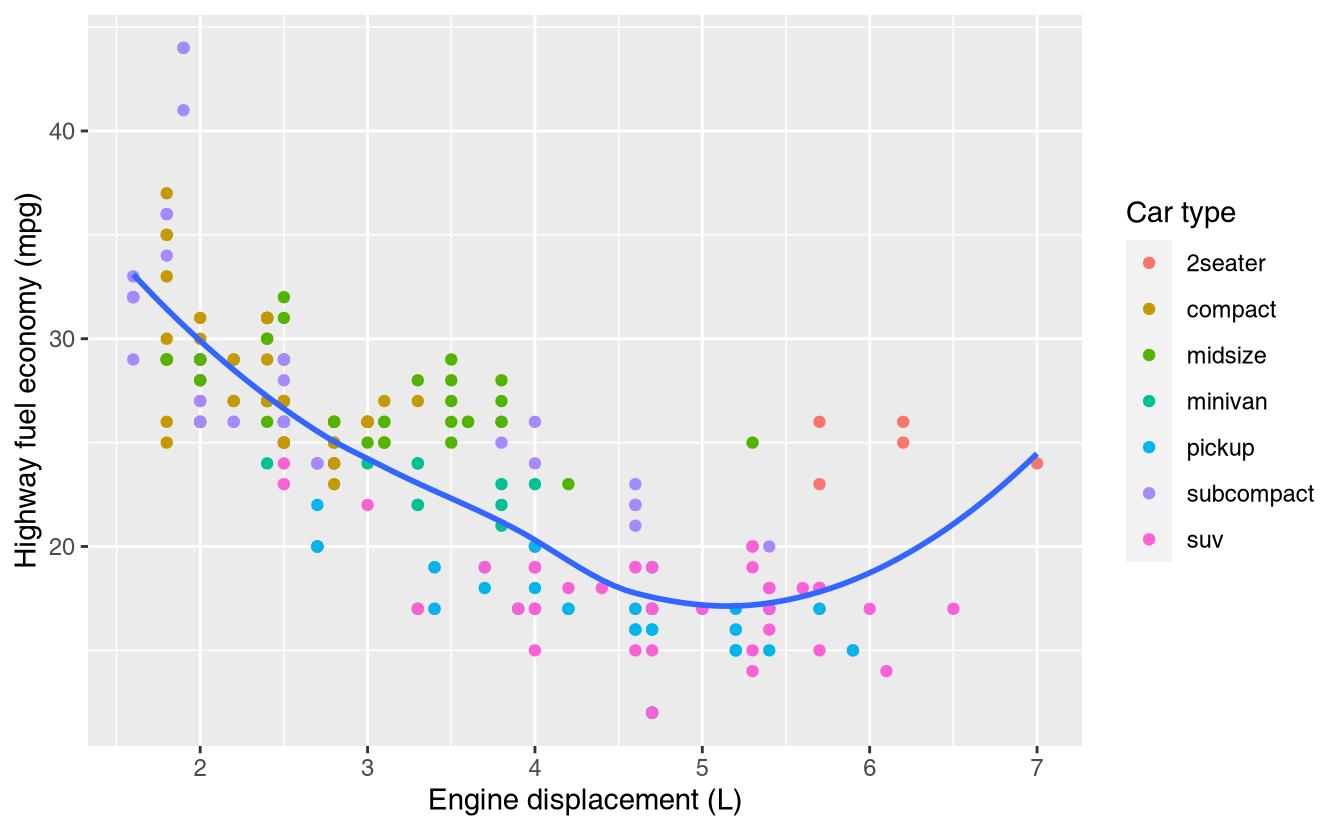 40
30
20
2
3
4
5
6
7
Engine displacement (L)
Highway fuel economy (mpg)
Car type
2seater
compact
midsize
minivan
pickup
subcompact
suv